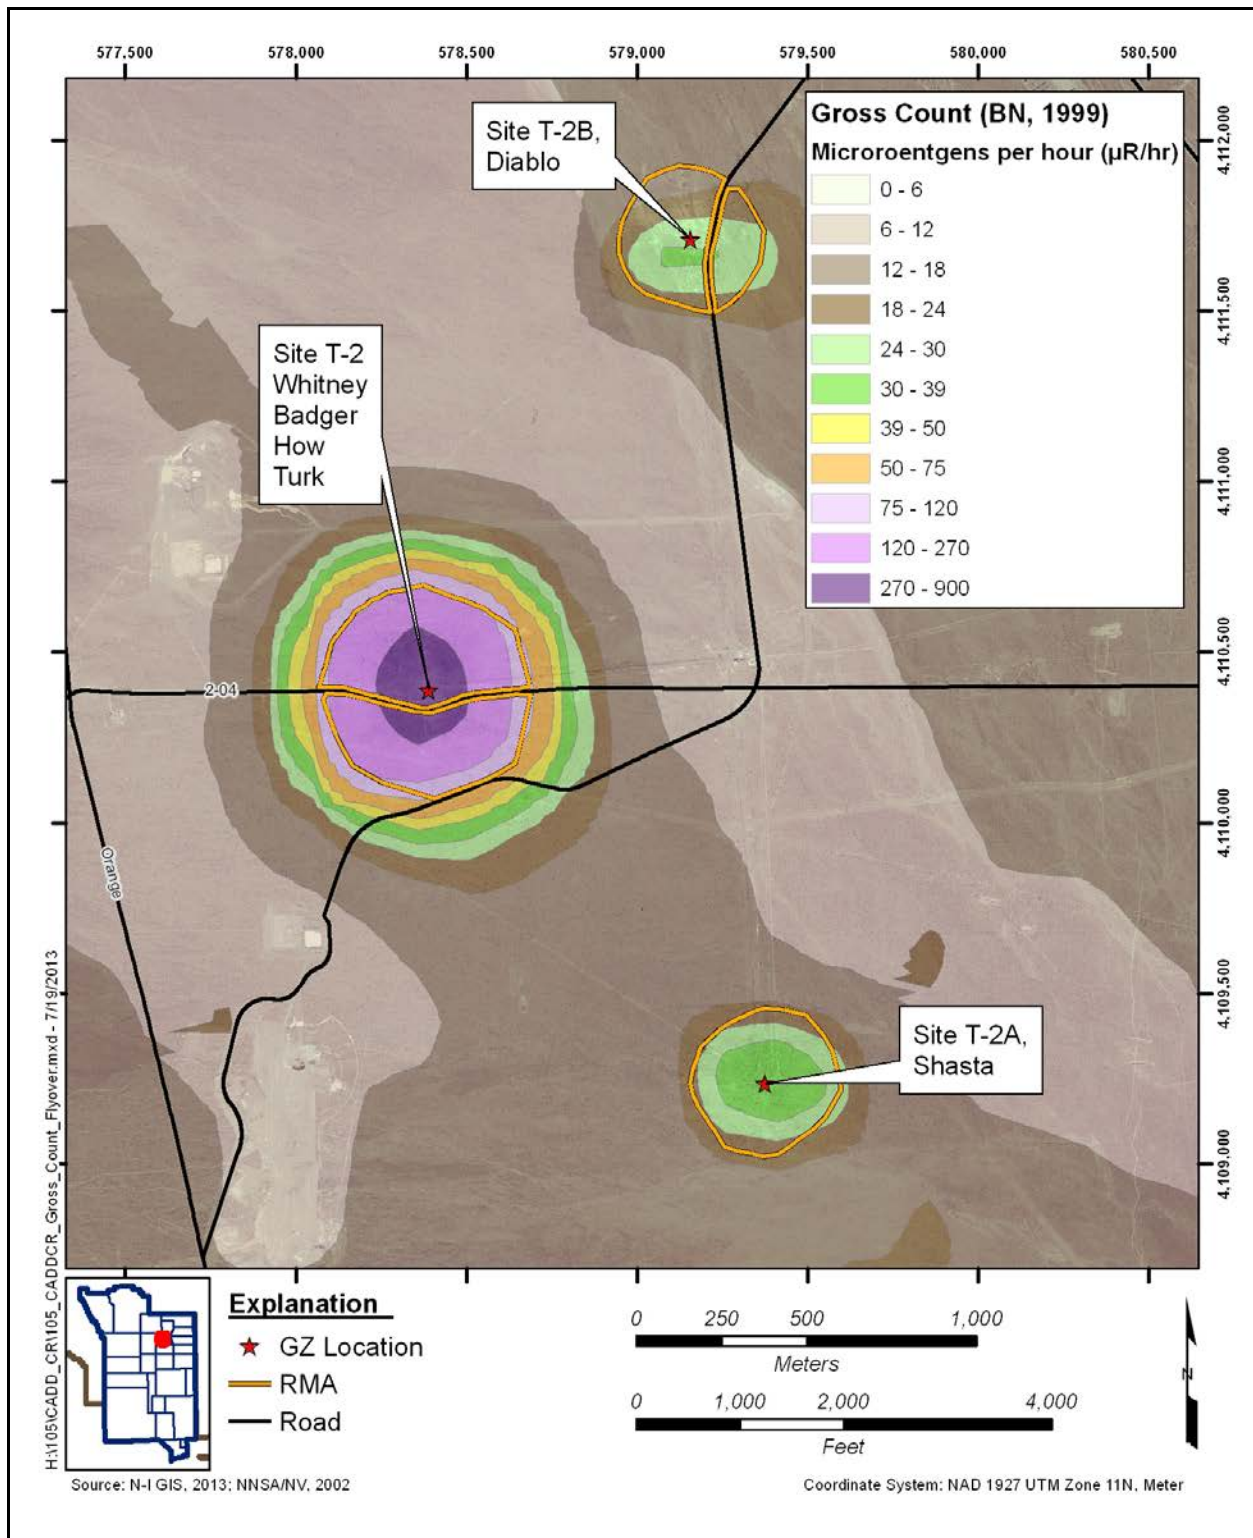 577.500 578.000 578.500 579.000 579.500 580.000 580.500
Site T-2B,
Diablo
Gross Count (BN, 1999)
Microroentgens per hour (µR/hr)
0 - 6
6 - 12
12 - 18
18 - 24
24 - 30
30 - 39
39 - 50
50 - 75
75 - 120
120 - 270
270 - 900
4.112.000
4.111.500
4.111.000
4.110.500
4.110.000
4.109.500
4.109.000
Site T-2
Whitney
Badger
How
Turk
2-04
Orange
Site T-2A,
Shasta
H:\105\CADD_CR\105_CADDCR_Gross_Count_Flyover.mxd - 7/19/2013
Explanation
GZ Location
RMA
Road
0 250 500 1,000
Meters
0 1,000 2,000 4,000
Feet
N
Source: N-I GIS, 2013; NNSA/NV, 2002
Coordinate System: NAD 1927 UTM Zone 11N, Meter